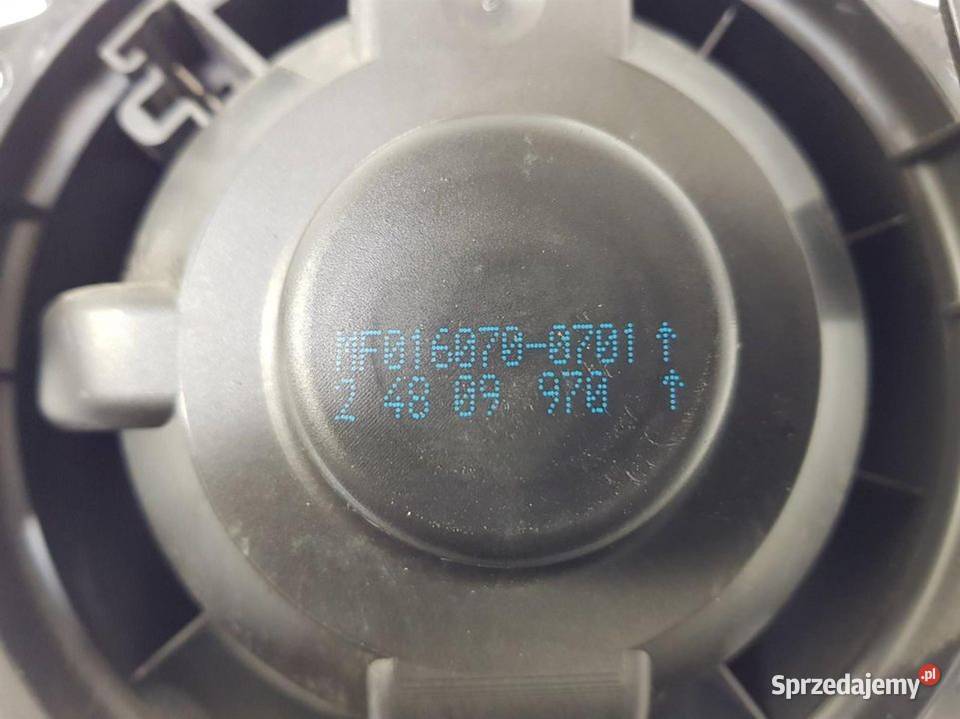 MF016070-0701 ↑
2 48 09 970 ↑
Sprzedajemy.pl